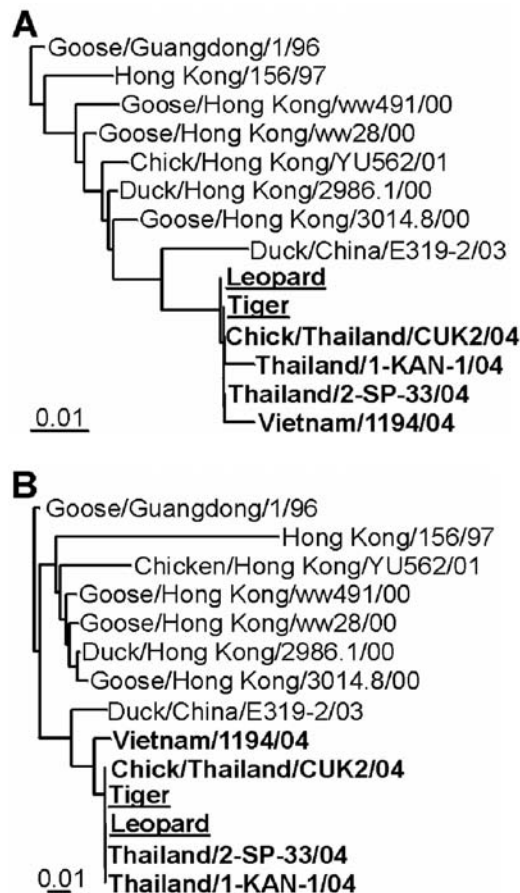 A
Goose/Guangdong/1/96
Hong Kong/156/97
Goose/Hong Kong/ww491/00
Goose/Hong Kong/ww28/00
Chick/Hong Kong/YU562/01
Duck/Hong Kong/2986.1/00
Goose/Hong Kong/3014.8/00
Duck/China/E319-2/03
Leopard
Tiger
Chick/Thailand/CUK2/04
Thailand/1-KAN-1/04
Thailand/2-SP-33/04
Vietnam/1194/04
0.01
B
Goose/Guangdong/1/96
Hong Kong/156/97
Chicken/Hong Kong/YU562/01
Goose/Hong Kong/ww491/00
Goose/Hong Kong/ww28/00
Duck/Hong Kong/2986.1/00
Goose/Hong Kong/3014.8/00
Duck/China/E319-2/03
Vietnam/1194/04
Chick/Thailand/CUK2/04
Tiger
Leopard
Thailand/2-SP-33/04
Thailand/1-KAN-1/04
0.01